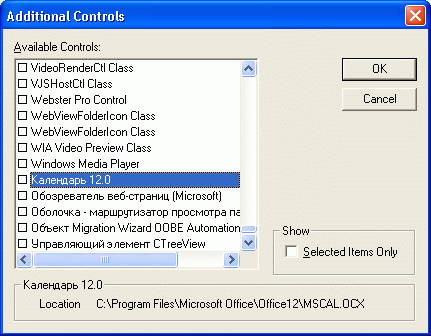 Additional Controls
Available Controls:
VideoRenderCtl Class
VJSHostCtl Class
Webster Pro Control
WebViewFolderIcon Class
WebViewFolderIcon Class
WIA Video Preview Class
Windows Media Player
Календарь 12.0
Обозреватель веб-страниц (Microsoft)
Оболочка - маршрутизатор просмотра па
Объект Migration Wizard OOBE Automation
Управляющий элемент CTreeView
OK
Cancel
Show
Selected Items Only
Календарь 12.0
Location C:\Program Files\Microsoft Office\Office12\MSCAL.OCX